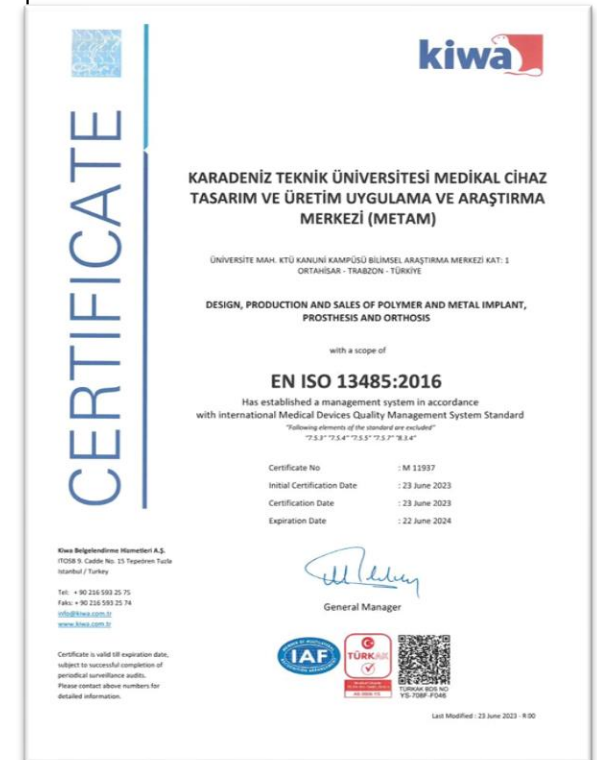 kiwa
CERTIFICATE
KARADENİZ TEKNİK ÜNİVERSİTESİ MEDİKAL CİHAZ
TASARIM VE ÜRETİM UYGULAMA VE ARAŞTIRMA
MERKEZİ (METAM)
ÜNİVERSİTE MAH. KTÜ KANUNİ KAMPÜSÜ BİLİMSEL ARAŞTIRMA MERKEZİ KAT: 1
ORTAHİSAR - TRABZON - TÜRKİYE
DESIGN, PRODUCTION AND SALES OF POLYMER AND METAL IMPLANT,
PROSTHESIS AND ORTHOSIS
with a scope of
EN ISO 13485:2016
Has established a management system in accordance
with international Medical Devices Quality Management System Standard
"Following elements of the standard are excluded"
"7.5.3" "7.5.4" "7.5.5" "7.5.7" "8.3.4"
Certificate No : M 11937
Initial Certification Date : 23 June 2023
Certification Date : 23 June 2023
Expiration Date : 22 June 2024
Kiwa Belgelendirme Hizmetleri A.Ş.
ITOSB 9. Cadde No. 15 Tepeören Tuzla
Istanbul / Turkey
Tel: + 90 216 593 25 75
Faks: + 90 216 593 25 74
info@kiwa.com.tr
www.kiwa.com.tr
General Manager
Certificate is valid till expiration date,
subject to successful completion of
periodical surveillance audits.
Please contact above numbers for
detailed information.
IAF
TÜRKAK
TÜRKAK BDS NO
YS-708F-F046
Last Modified : 23 June 2023 - R:00